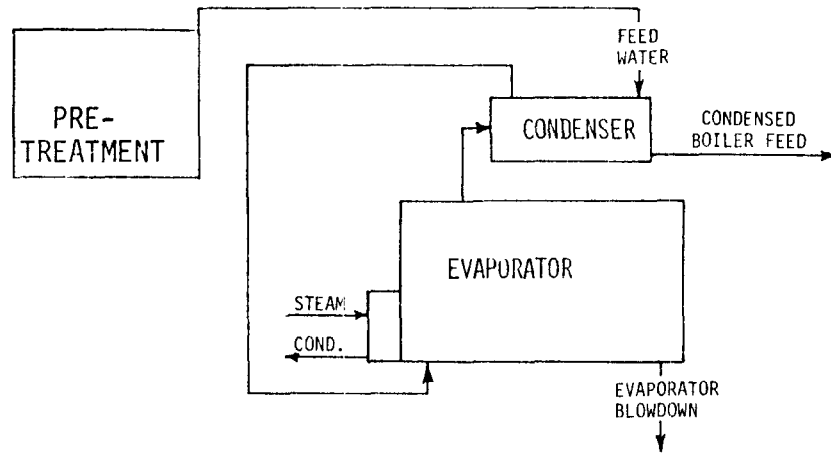 PRE-
TREATMENT
FEED
WATER
CONDENSER
CONDENSED
BOILER FEED
EVAPORATOR
STEAM
COND.
EVAPORATOR
BLOWDOWN